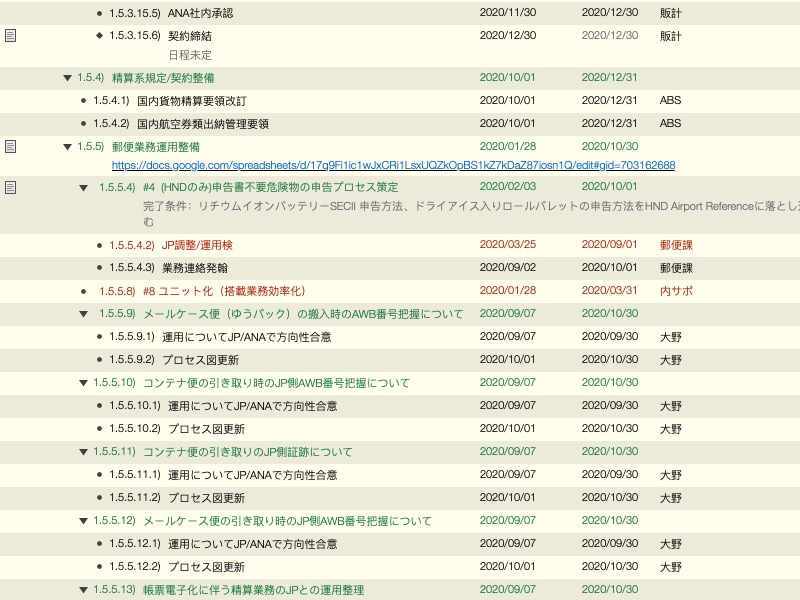 1.5.3.15.5) ANA社内承認 2020/11/30 2020/12/30 販計
1.5.3.15.6) 契約締結 2020/12/30 2020/12/30 販計
日程未定
1.5.4) 精算系規定/契約整備 2020/10/01 2020/12/31
1.5.4.1) 国内貨物精算要領改訂 2020/10/01 2020/12/31 ABS
1.5.4.2) 国内航空券類出納管理要領 2020/10/01 2020/12/31 ABS
1.5.5) 郵便業務運用整備 2020/01/28 2020/10/30
https://docs.google.com/spreadsheets/d/17q9Fi1ic1wJxCRi1LsxUQZkOpBS1kZ7kDaZ87iosn1Q/edit#gid=703162688
1.5.5.4) #4 (HNDのみ)申告書不要危険物の申告プロセス策定 2020/02/03 2020/10/01
完了条件：リチウムイオンバッテリーSECII 申告方法、ドライアイス入りロールパレットの申告方法をHND Airport Referenceに落とし込
む
1.5.5.4.2) JP調整/運用検 2020/03/25 2020/09/01 郵便課
1.5.5.4.3) 業務連絡発翰 2020/09/02 2020/10/01 郵便課
1.5.5.8) #8 ユニット化（搭載業務効率化） 2020/01/28 2020/03/31 内サポ
1.5.5.9) メールケース便（ゆうパック）の搬入時のAWB番号把握について 2020/09/07 2020/10/30
1.5.5.9.1) 運用についてJP/ANAで方向性合意 2020/09/07 2020/09/30 大野
1.5.5.9.2) プロセス図更新 2020/10/01 2020/10/30 大野
1.5.5.10) コンテナ便の引き取り時のJP側AWB番号把握について 2020/09/07 2020/10/30
1.5.5.10.1) 運用についてJP/ANAで方向性合意 2020/09/07 2020/09/30 大野
1.5.5.10.2) プロセス図更新 2020/10/01 2020/10/30 大野
1.5.5.11) コンテナ便の引き取りのJP側証跡について 2020/09/07 2020/10/30
1.5.5.11.1) 運用についてJP/ANAで方向性合意 2020/09/07 2020/09/30 大野
1.5.5.11.2) プロセス図更新 2020/10/01 2020/10/30 大野
1.5.5.12) メールケース便の引き取り時のJP側AWB番号把握について 2020/09/07 2020/10/30
1.5.5.12.1) 運用についてJP/ANAで方向性合意 2020/09/07 2020/09/30 大野
1.5.5.12.2) プロセス図更新 2020/10/01 2020/10/30 大野
1.5.5.13) 帳票電子化に伴う精算業務のJPとの運用整理 2020/09/07 2020/10/30